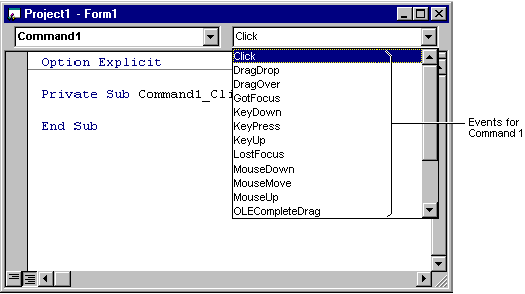 Project1 - Form1
Command1
Click
Option Explicit
Private Sub Command1_Cli
End Sub
Click
DragDrop
DragOver
GotFocus
KeyDown
KeyPress
KeyUp
LostFocus
MouseDown
MouseMove
MouseUp
OLECompleteDrag
Events for
Command 1